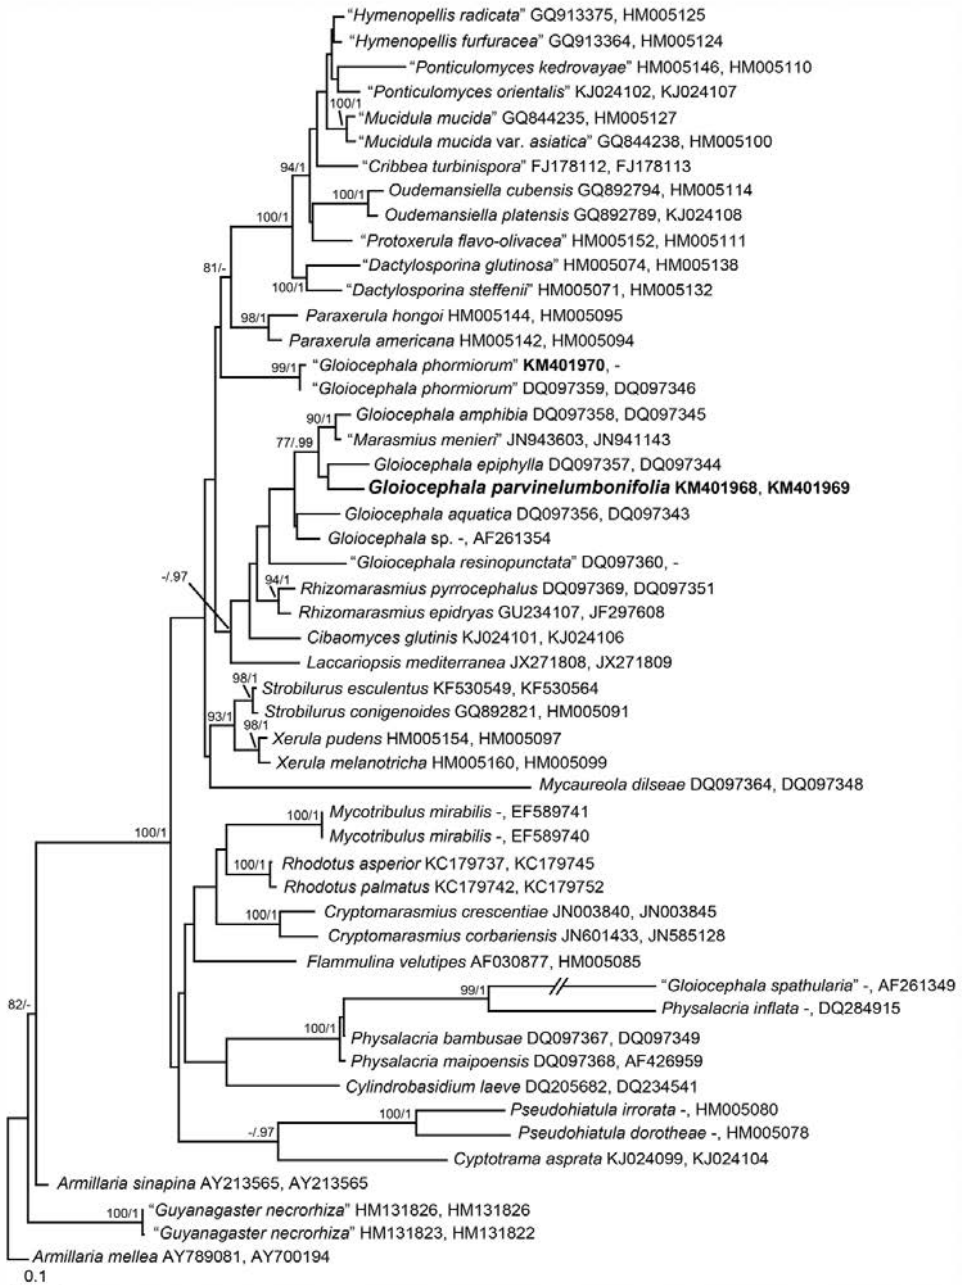 “Hymenopellis radicata” GQ913375, HM005125
“Hymenopellis furfuracea” GQ913364, HM005124
“Ponticulomyces kedrovayae” HM005146, HM005110
“Ponticulomyces orientalis” KJ024102, KJ024107
100/1
“Mucidula mucida” GQ844235, HM005127
“Mucidula mucida var. asiatica” GQ844238, HM005100
94/1
“Cribbea turbinispora” FJ178112, FJ178113
100/1
Oudemansiella cubensis GQ892794, HM005114
Oudemansiella platensis GQ892789, KJ024108
100/1
“Protoxerula flavo-olivacea” HM005152, HM005111
81/-
“Dactylosporina glutinosa” HM005074, HM005138
100/1
“Dactylosporina steffenii” HM005071, HM005132
98/1
Paraxerula hongoi HM005144, HM005095
Paraxerula americana HM005142, HM005094
99/1
“Gloiocephala phormiorum” KM401970, -
“Gloiocephala phormiorum” DQ097359, DQ097346
90/1
Gloiocephala amphibia DQ097358, DQ097345
77/.99
“Marasmius menieri” JN943603, JN941143
Gloiocephala epiphylla DQ097357, DQ097344
Gloiocephala parvinelumbonifolia KM401968, KM401969
Gloiocephala aquatica DQ097356, DQ097343
Gloiocephala sp. -, AF261354
“Gloiocephala resinopunctata” DQ097360, -
-/.97
94/1
Rhizomarasmius pyrrocephalus DQ097369, DQ097351
Rhizomarasmius epidryas GU234107, JF297608
Cibaomyces glutinis KJ024101, KJ024106
Laccariopsis mediterranea JX271808, JX271809
98/1
Strobilurus esculentus KF530549, KF530564
93/1
Strobilurus conigenoides GQ892821, HM005091
98/1
Xerula pudens HM005154, HM005097
Xerula melanotricha HM005160, HM005099
Mycaureola dilseae DQ097364, DQ097348
100/1
Mycotribulus mirabilis -, EF589741
100/1
Mycotribulus mirabilis -, EF589740
100/1
Rhodotus asperior KC179737, KC179745
Rhodotus palmatus KC179742, KC179752
100/1
Cryptomarasmius crescentiae JN003840, JN003845
Cryptomarasmius corbariensis JN601433, JN585128
Flammulina velutipes AF030877, HM005085
99/1
“Gloiocephala spathularia” -, AF261349
82/-
Physalacria inflata -, DQ284915
100/1
Physalacria bambusae DQ097367, DQ097349
Physalacria maipoensis DQ097368, AF426959
Cylindrobasidium laeve DQ205682, DQ234541
100/1
Pseudohiatula irrorata -, HM005080
-/.97
Pseudohiatula dorotheae -, HM005078
Cyptotrama asprata KJ024099, KJ024104
Armillaria sinapina AY213565, AY213565
100/1
“Guyanagaster necrorhiza” HM131826, HM131826
“Guyanagaster necrorhiza” HM131823, HM131822
Armillaria mellea AY789081, AY700194
0.1